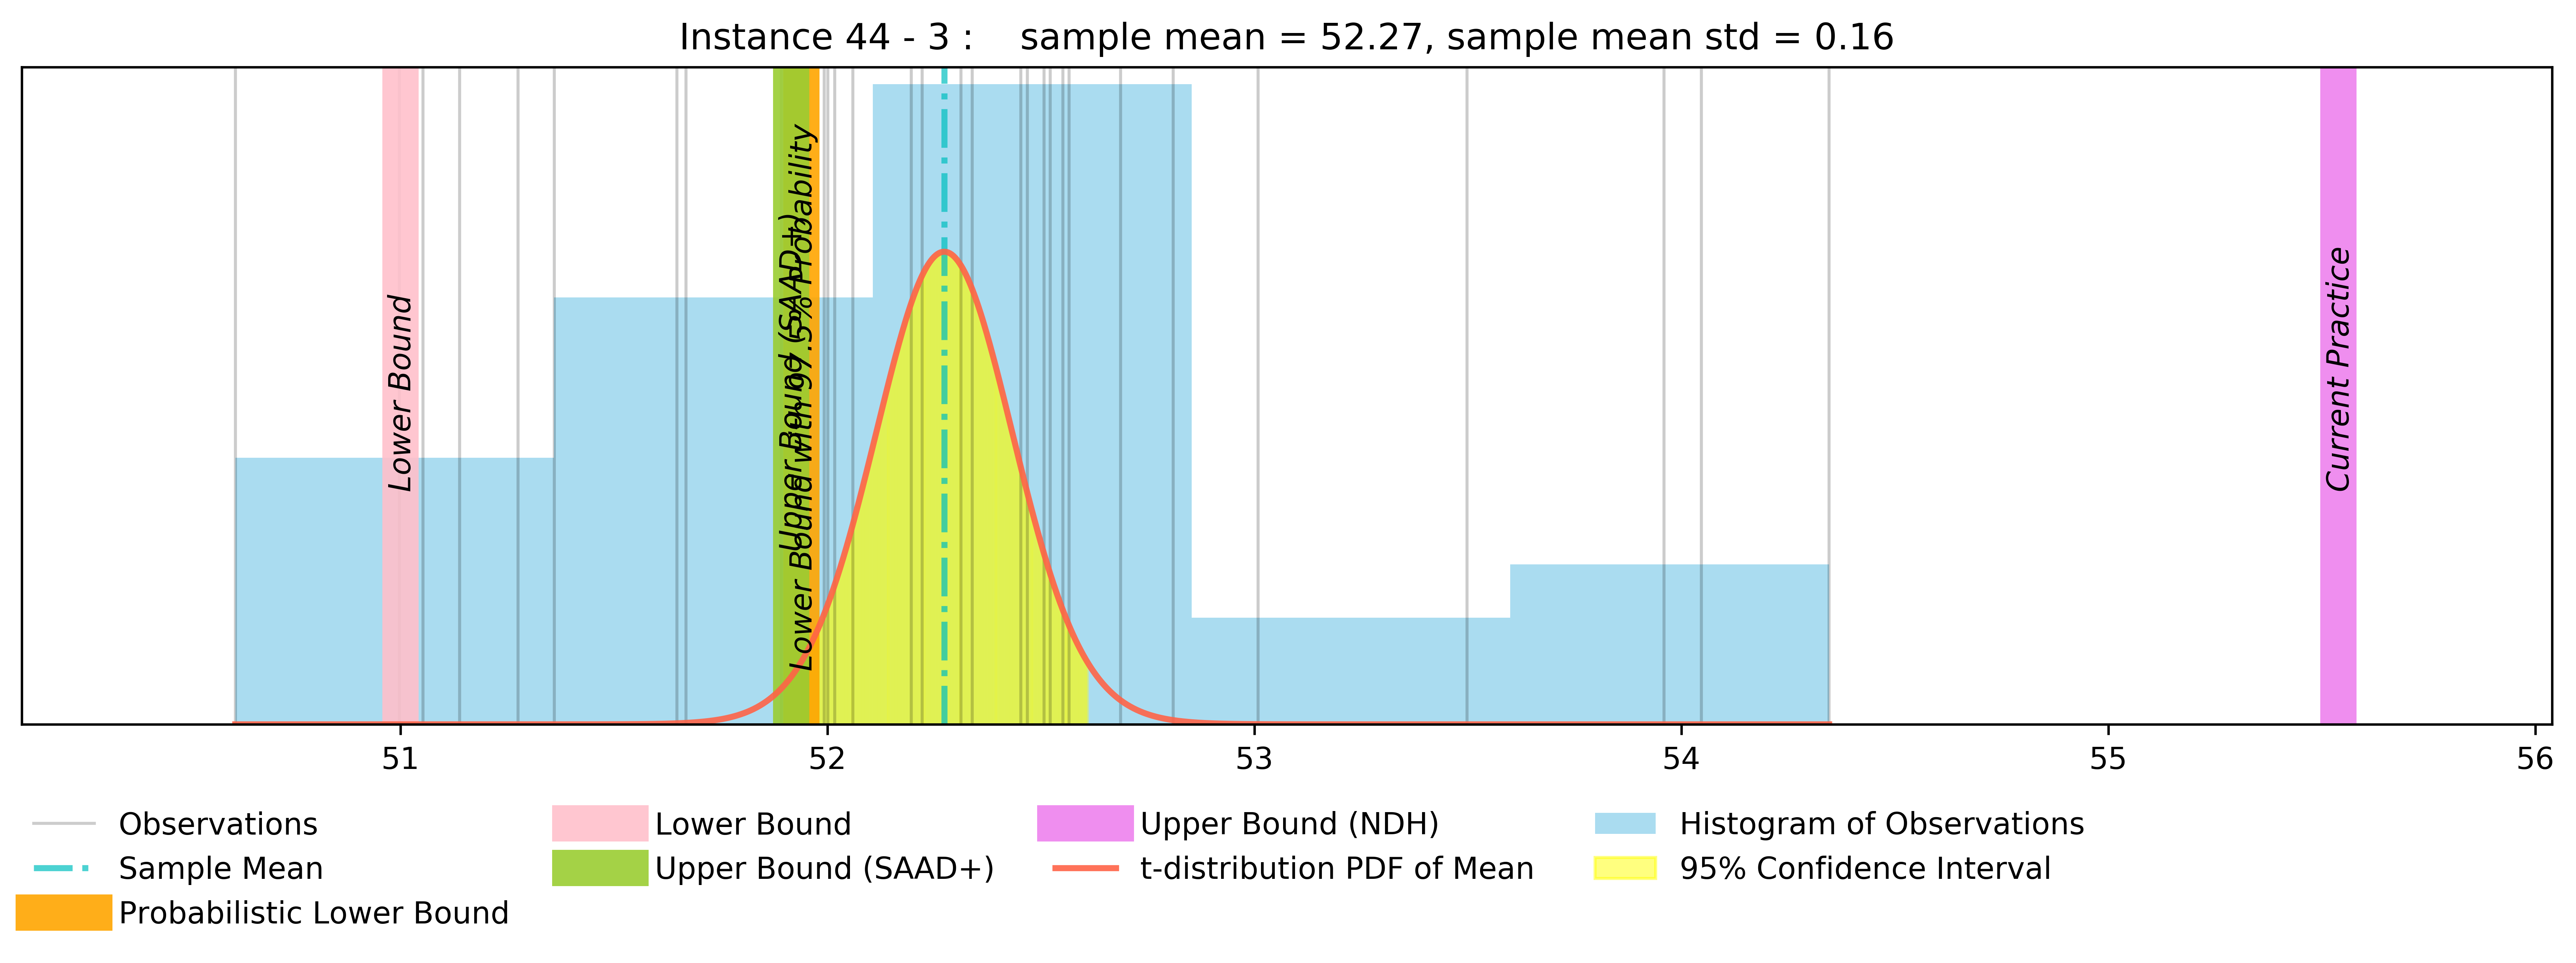 Instance 44 - 3 :    sample mean = 52.27, sample mean std = 0.16
Lower Bound
Upper Bound (SAAD+)
Lower Bound with 97.5% Probability
Current Practice
51 52 53 54 55 56
Observations
Sample Mean
Probabilistic Lower Bound
Lower Bound
Upper Bound (SAAD+)
Upper Bound (NDH)
t-distribution PDF of Mean
Histogram of Observations
95% Confidence Interval